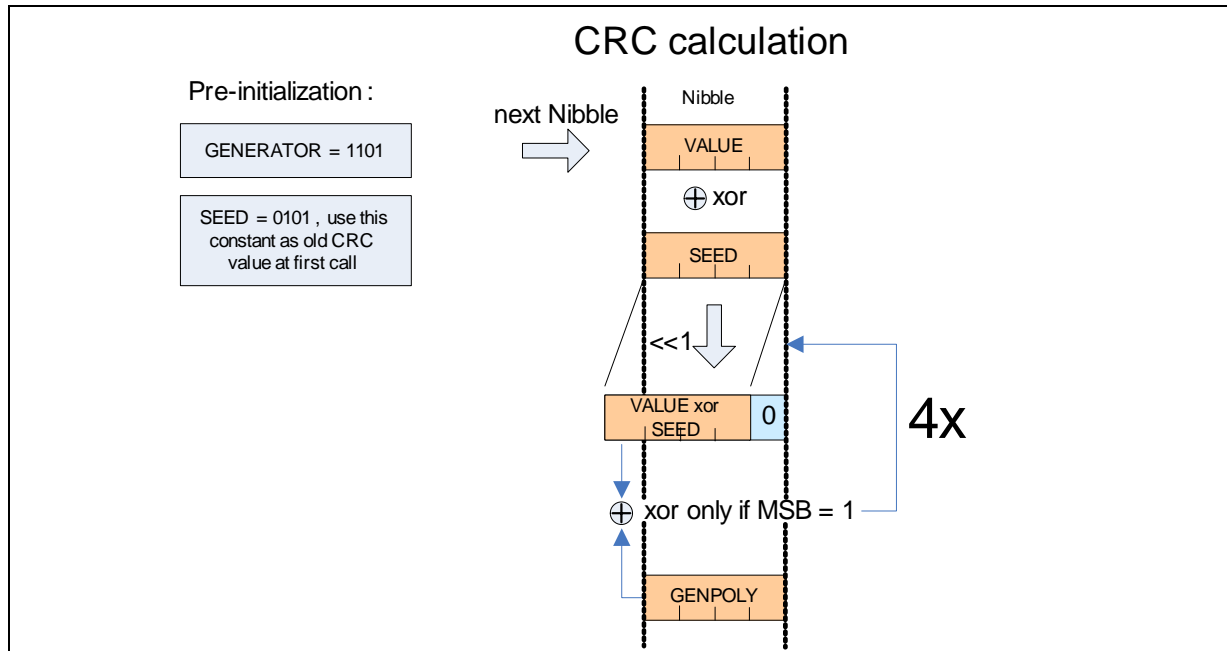 CRC calculation
Pre-initialization :
GENERATOR = 1101
SEED = 0101 , use this
constant as old CRC
value at first call
next Nibble
Nibble
VALUE
xor
SEED
<<1
VALUE xor
SEED
0
4x
xor only if MSB = 1
GENPOLY